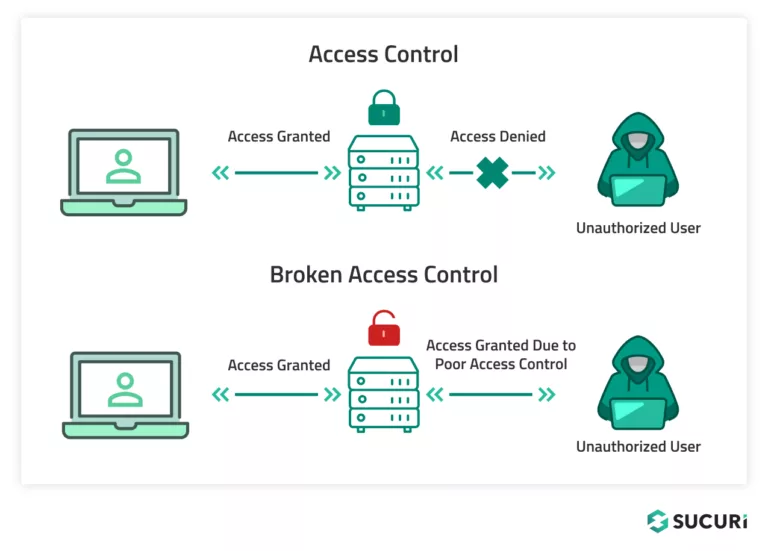 Access Control
Access Granted
Access Denied
Unauthorized User
Broken Access Control
Access Granted
Access Granted Due to
Poor Access Control
Unauthorized User
SUCURi